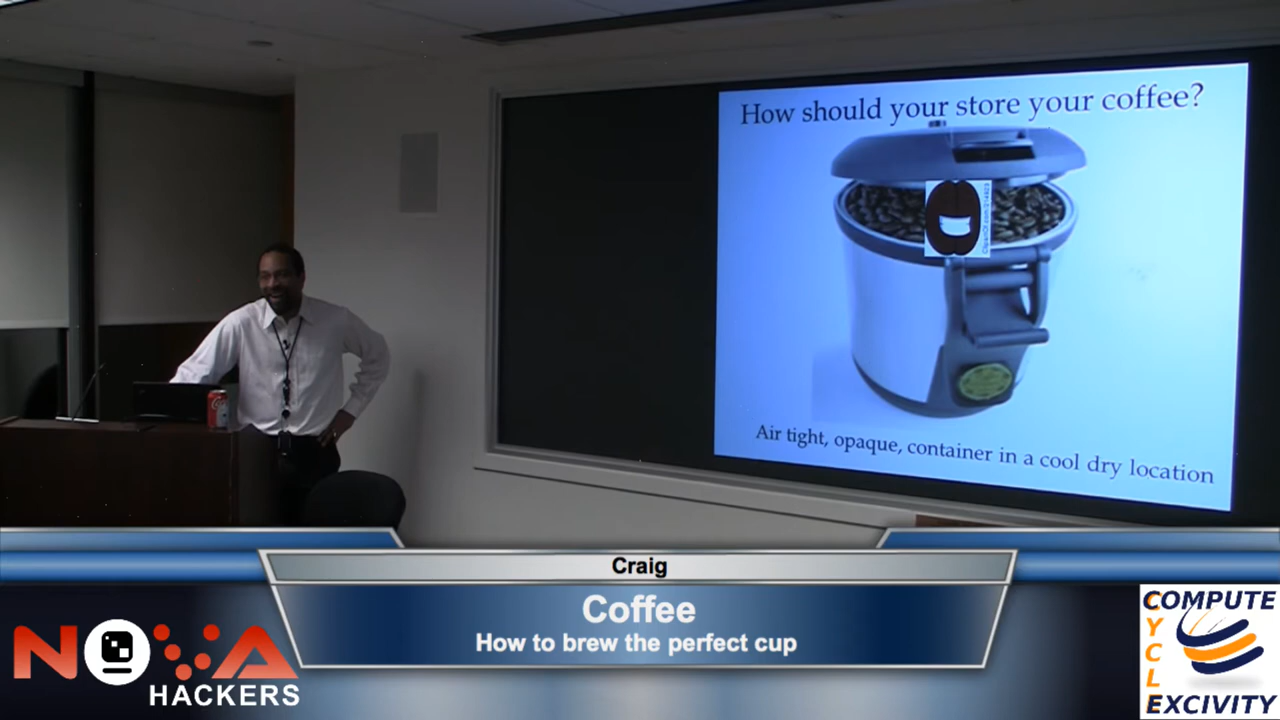 How should your store your coffee?
Air tight, opaque, container in a cool dry location
Craig
Coffee
How to brew the perfect cup
NOVA
HACKERS
COMPUTE
CYCLE
EXCIVITY